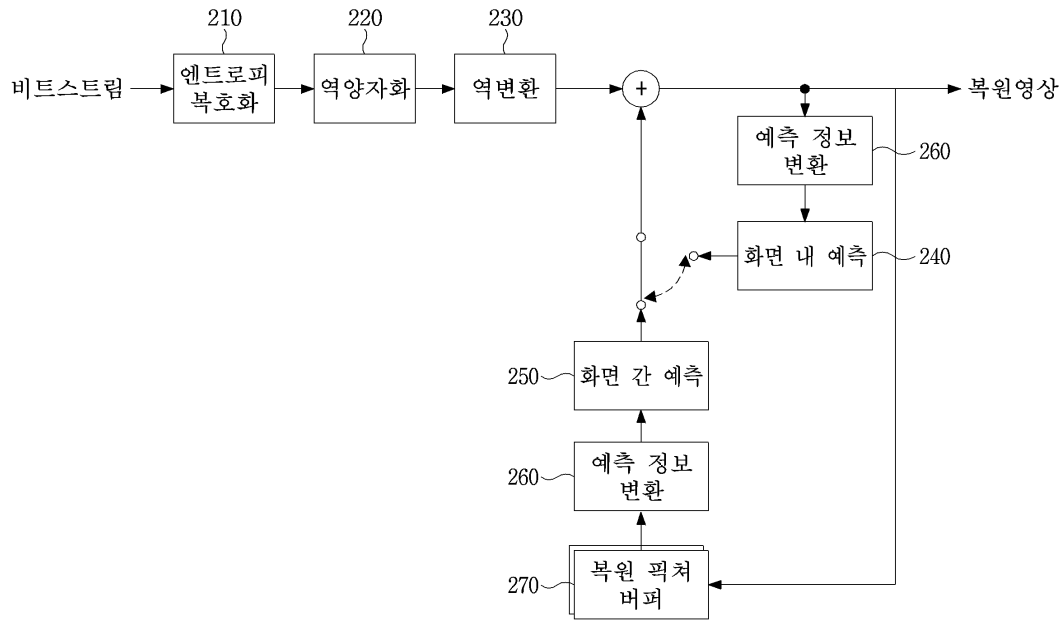 210
220
230
비트스트림
엔트로피
복호화
역양자화
역변환
+
복원영상
예측 정보
변환
260
화면 내 예측
240
250
화면 간 예측
260
예측 정보
변환
270
복원 픽쳐
버퍼